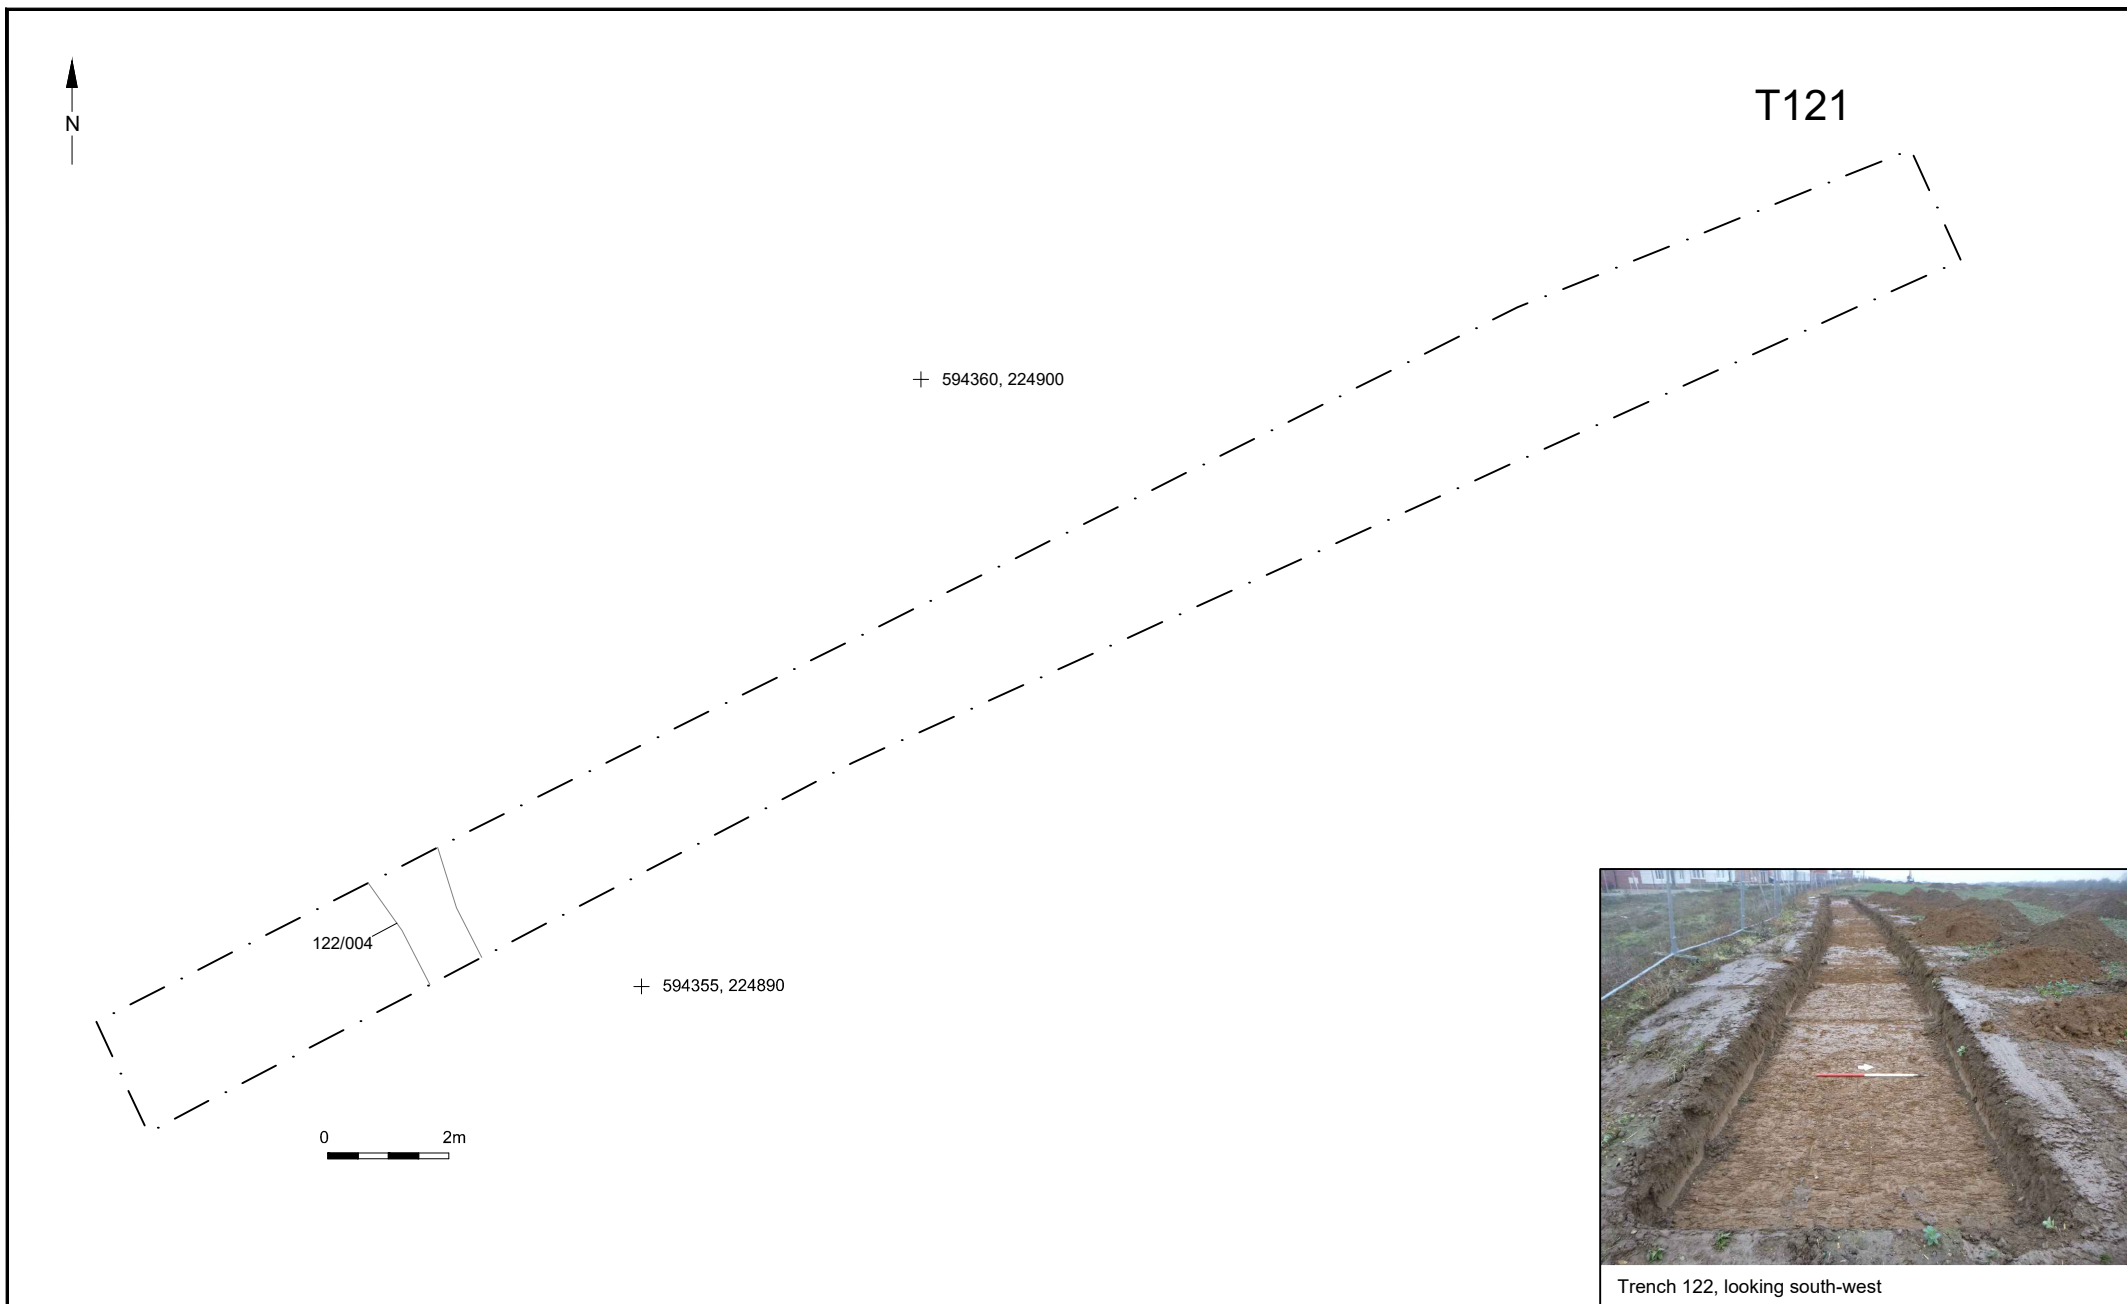 N
T121
594360, 224900
122/004
594355, 224890
0 2m
Trench 122, looking south-west